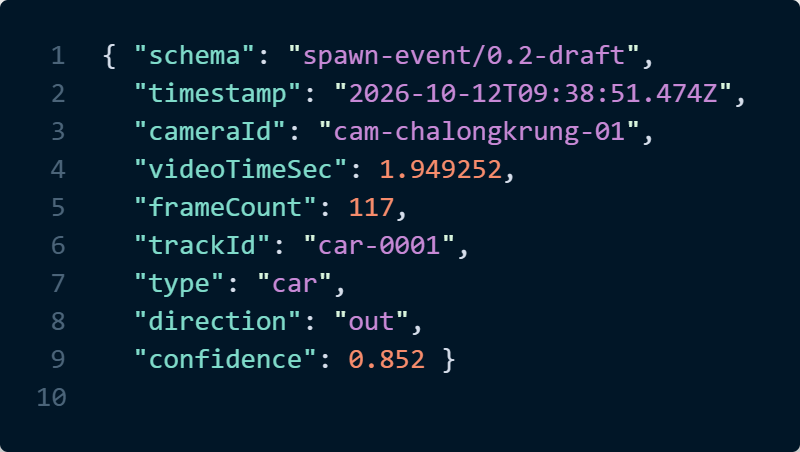 1 { "schema": "spawn-event/0.2-draft",
2 "timestamp": "2026-10-12T09:38:51.474Z",
3 "cameraId": "cam-chalongkrung-01",
4 "videoTimeSec": 1.949252,
5 "frameCount": 117,
6 "trackId": "car-0001",
7 "type": "car",
8 "direction": "out",
9 "confidence": 0.852 }
10